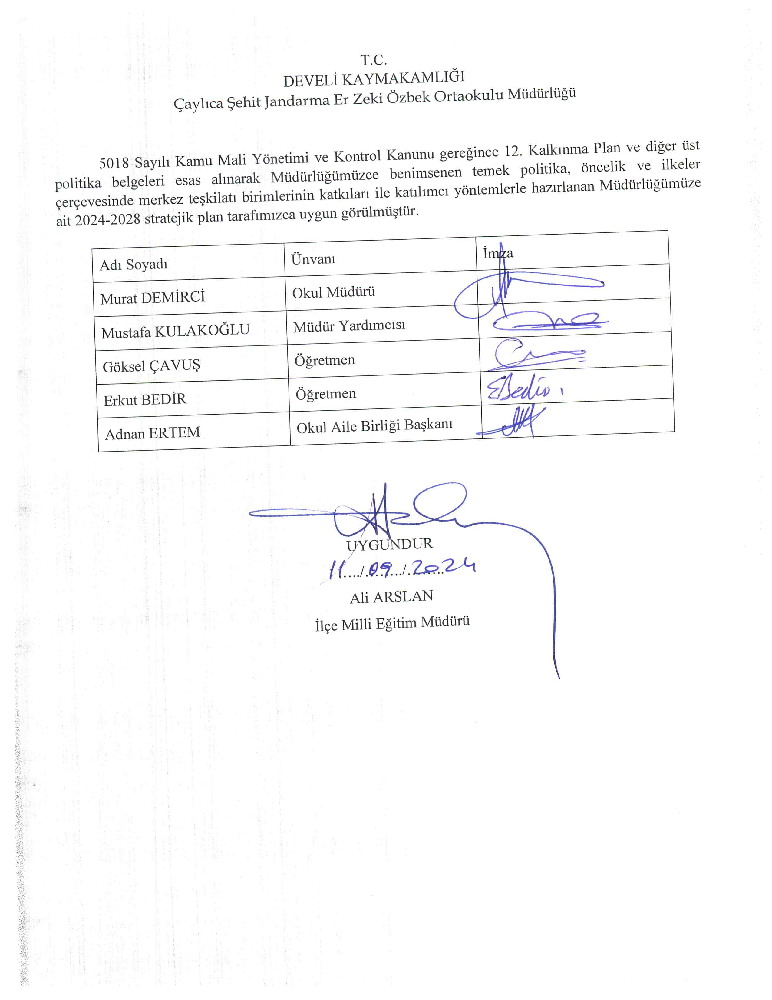 T.C.
DEVELİ KAYMAKAMLIĞI
Çaylıca Şehit Jandarma Er Zeki Özbek Ortaokulu Müdürlüğü
5018 Sayılı Kamu Mali Yönetimi ve Kontrol Kanunu gereğince 12. Kalkınma Plan ve diğer üst
politika belgeleri esas alınarak Müdürlüğümüzce benimsenen temek politika, öncelik ve ilkeler
çerçevesinde merkez teşkilatı birimlerinin katkıları ile katılımcı yöntemlerle hazırlanan Müdürlüğümüze
ait 2024-2028 stratejik plan tarafımızca uygun görülmüştür.
Adı Soyadı Ünvanı İmza
Murat DEMİRCİ Okul Müdürü
Mustafa KULAKOĞLU Müdür Yardımcısı
Göksel ÇAVUŞ Öğretmen
Erkut BEDİR Öğretmen EBedir
Adnan ERTEM Okul Aile Birliği Başkanı
UYGUNDUR
11..../.09..../.2024
Ali ARSLAN
İlçe Milli Eğitim Müdürü